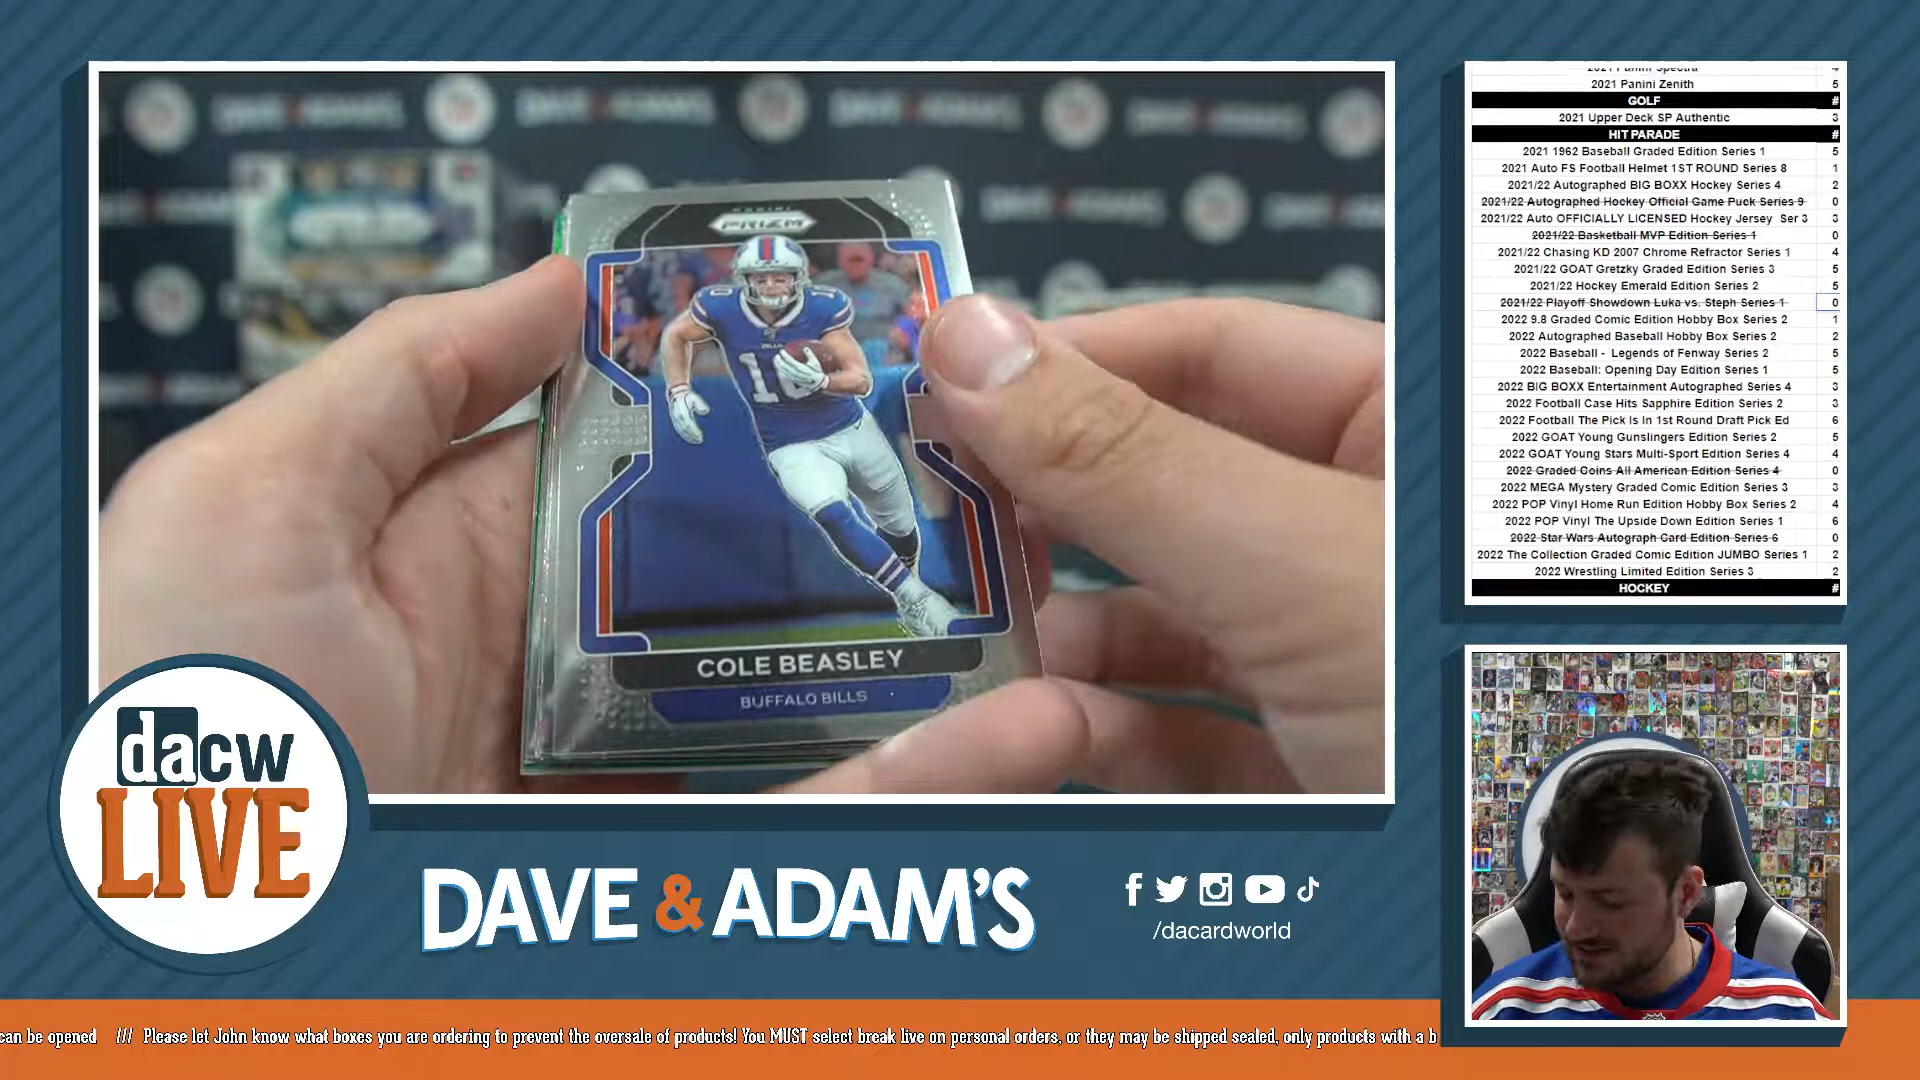 DAVE & ADAM'S
DAVE & ADAM'S
DAVE & ADAM'S
PANINI
PRIZM
10
10
COLE BEASLEY
BUFFALO BILLS
dacw
LIVE
DAVE & ADAM'S
/dacardworld
can be opened /// Please let John know what boxes you are ordering to prevent the oversale of products! You MUST select break live on personal orders, or they may be shipped sealed, only products with a b
2021 Panini Spectra 4
2021 Panini Zenith 5
GOLF #
2021 Upper Deck SP Authentic 3
HIT PARADE #
2021 1962 Baseball Graded Edition Series 1 5
2021 Auto FS Football Helmet 1ST ROUND Series 8 1
2021/22 Autographed BIG BOXX Hockey Series 4 2
2021/22 Autographed Hockey Official Game Puck Series 9 0
2021/22 Auto OFFICIALLY LICENSED Hockey Jersey Ser 3 3
2021/22 Basketball MVP Edition Series 1 0
2021/22 Chasing KD 2007 Chrome Refractor Series 1 4
2021/22 GOAT Gretzky Graded Edition Series 3 5
2021/22 Hockey Emerald Edition Series 2 5
2021/22 Playoff Showdown Luka vs. Steph Series 1 0
2022 9.8 Graded Comic Edition Hobby Box Series 2 1
2022 Autographed Baseball Hobby Box Series 2 2
2022 Baseball - Legends of Fenway Series 2 5
2022 Baseball: Opening Day Edition Series 1 5
2022 BIG BOXX Entertainment Autographed Series 4 3
2022 Football Case Hits Sapphire Edition Series 2 3
2022 Football The Pick Is In 1st Round Draft Pick Ed 6
2022 GOAT Young Gunslingers Edition Series 2 5
2022 GOAT Young Stars Multi-Sport Edition Series 4 4
2022 Graded Coins All American Edition Series 4 0
2022 MEGA Mystery Graded Comic Edition Series 3 3
2022 POP Vinyl Home Run Edition Hobby Box Series 2 4
2022 POP Vinyl The Upside Down Edition Series 1 6
2022 Star Wars Autograph Card Edition Series 6 0
2022 The Collection Graded Comic Edition JUMBO Series 1 2
2022 Wrestling Limited Edition Series 3 2
HOCKEY #